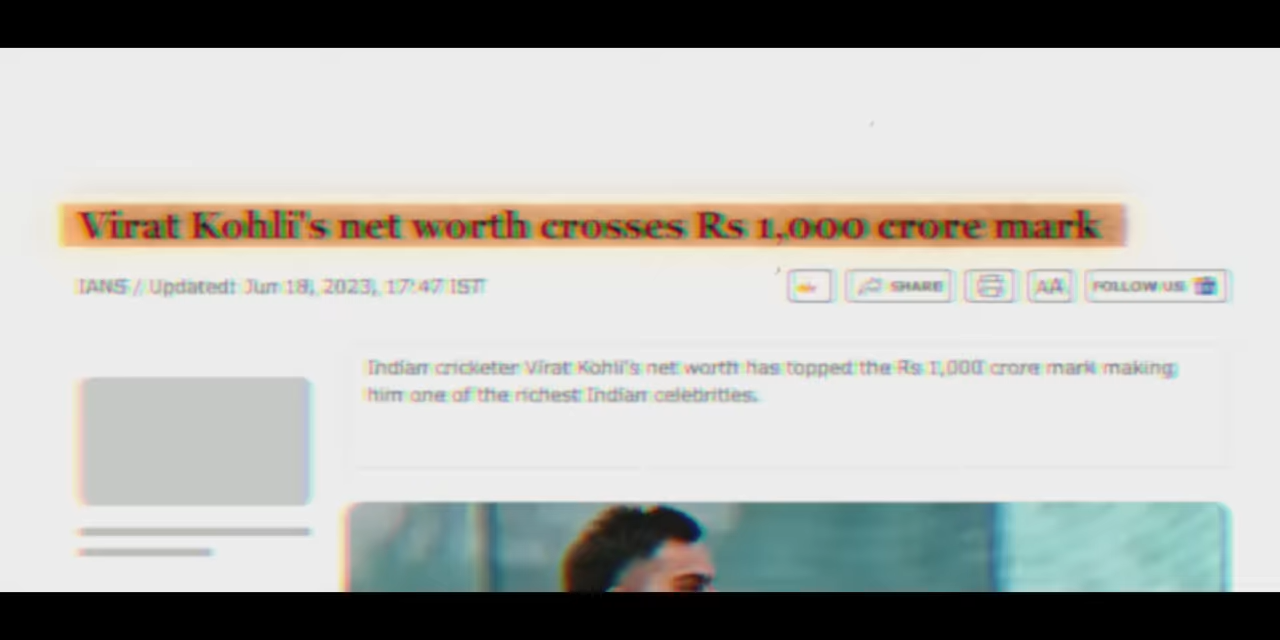 Virat Kohli's net worth crosses Rs 1,000 crore mark
IANS / Updated: Jun 18, 2023, 17:47 IST
SHARE
AA
FOLLOW US
Indian cricketer Virat Kohli's net worth has topped the Rs 1,000 crore mark making
him one of the richest Indian celebrities.